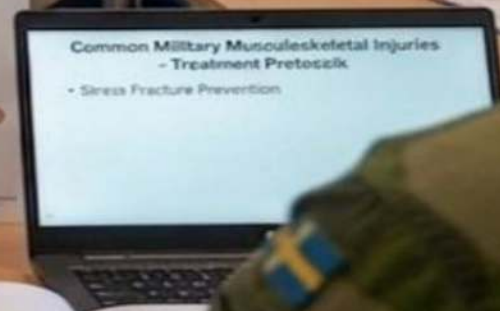 Common Military Musculeskeletal Injuries
- Treatment Pretoszik
• Stress Fracture Prevention